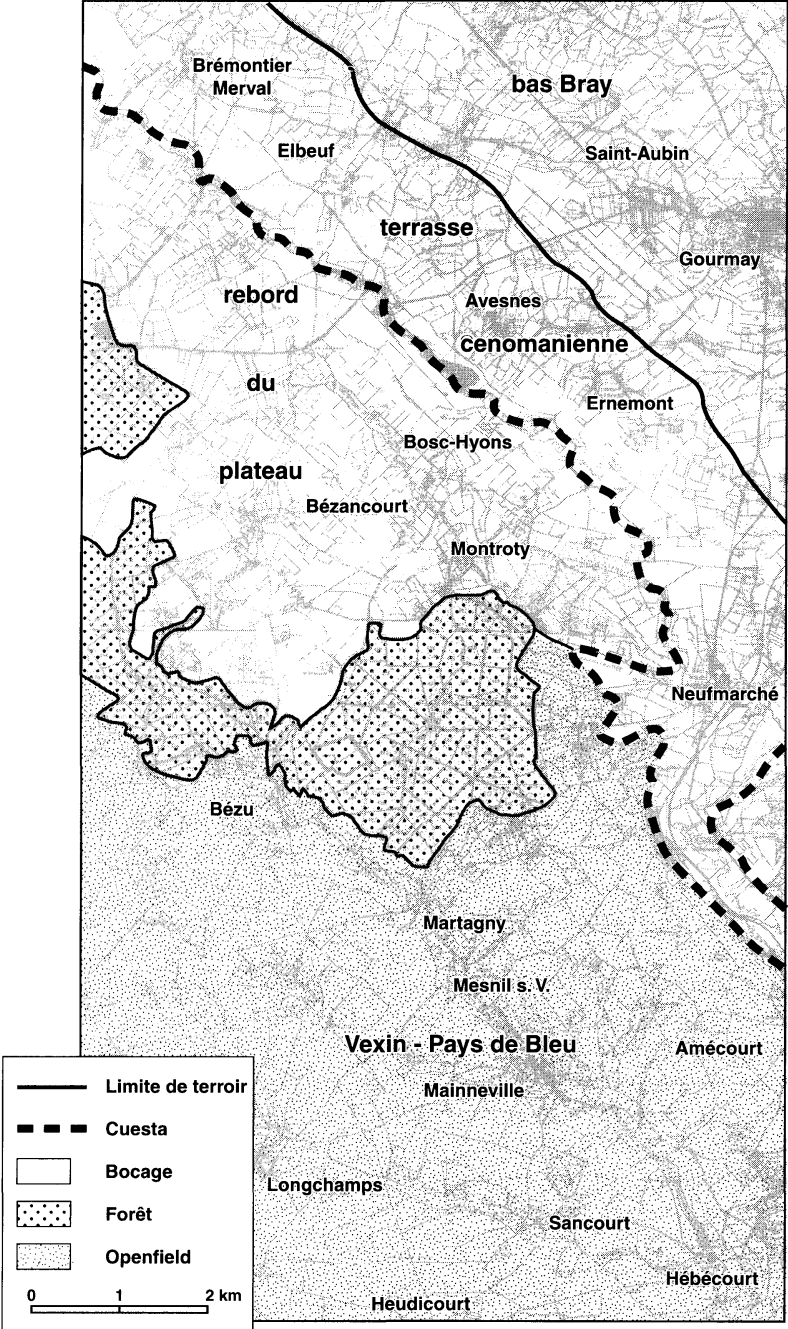 Brémontier
Merval
bas Bray
Elbeuf
Saint-Aubin
terrasse
Gourmay
rebord
Avesnes
cenomanienne
du
Ernemont
Bosc-Hyons
plateau
Bézancourt
Montroty
Neufmarché
Bézu
Martagny
Mesnil s. V.
Vexin - Pays de Bleu
Amécourt
Mainneville
Longchamps
Sancourt
Hébécourt
Heudicourt
Limite de terroir
Cuesta
Bocage
Forêt
Openfield
0 1 2 km